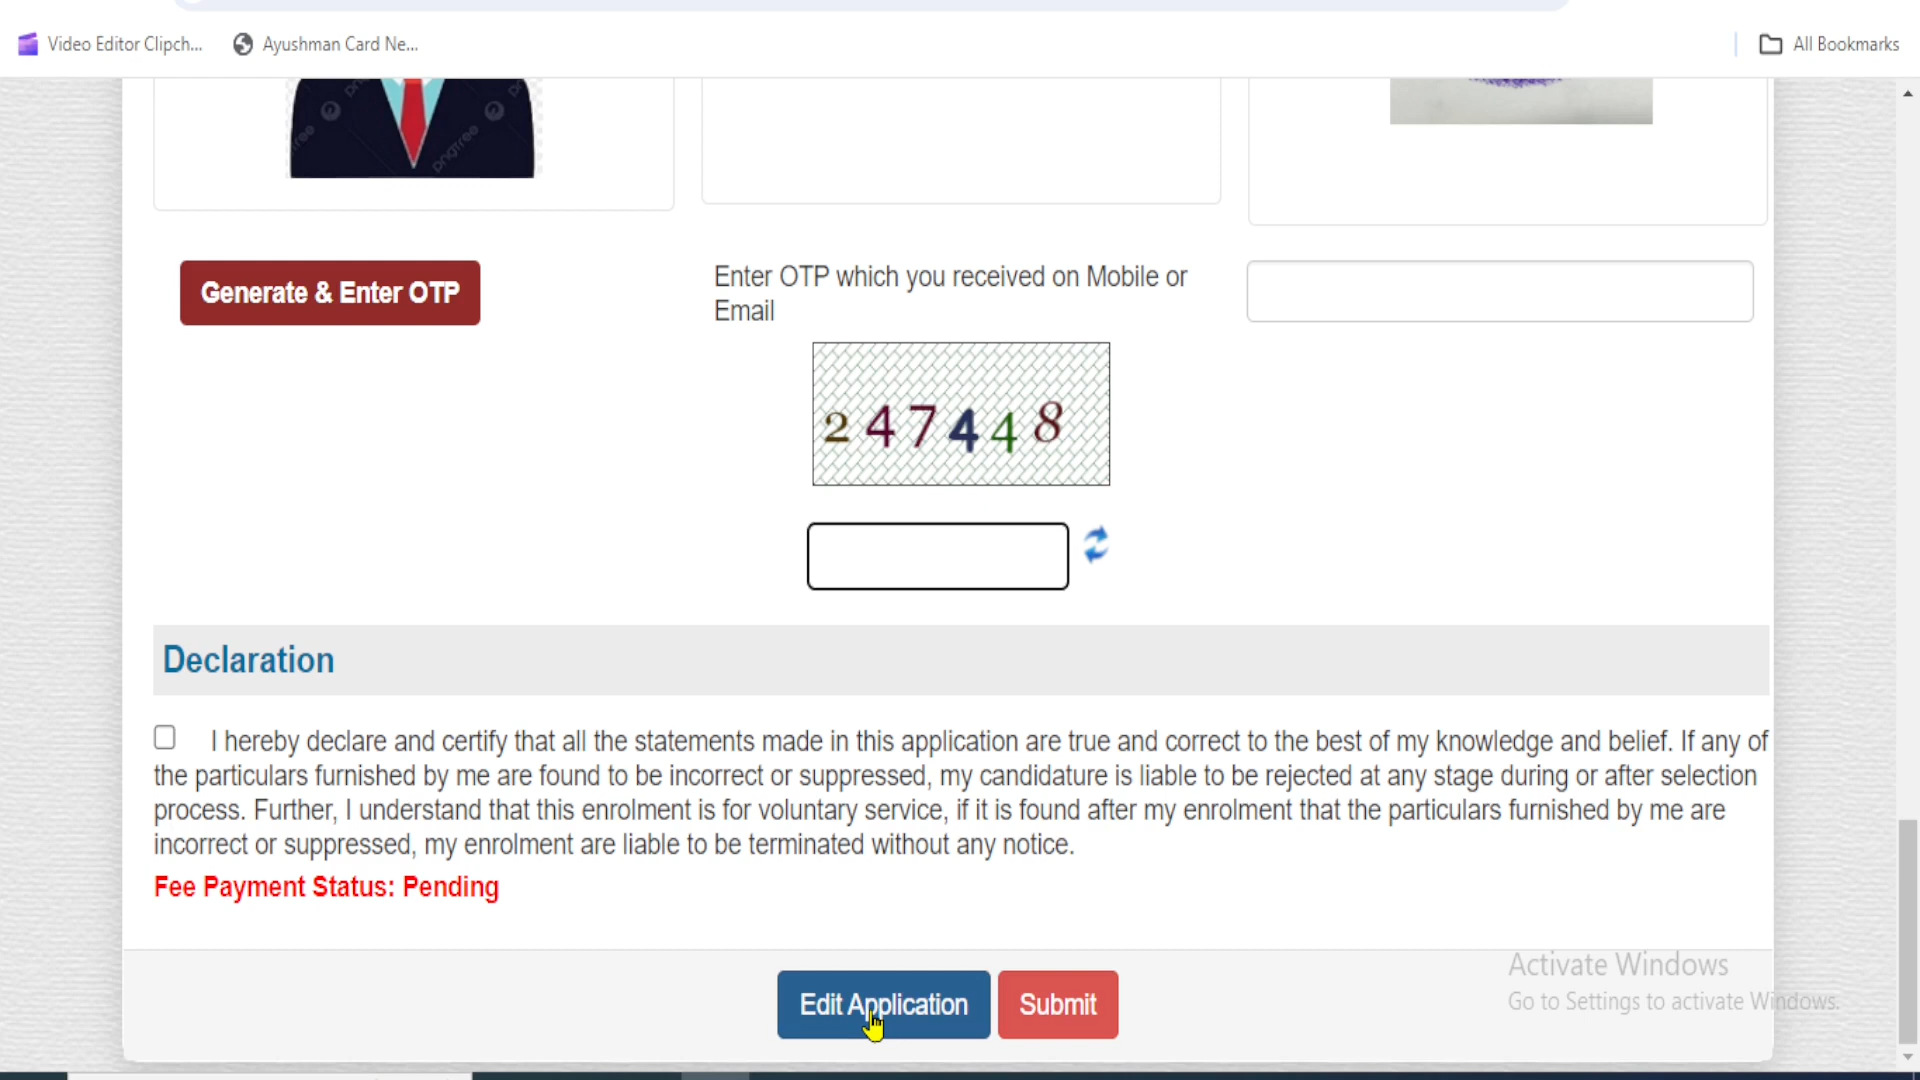 Video Editor Clipch...
Ayushman Card Ne...
All Bookmarks
pngtree
Generate & Enter OTP
Enter OTP which you received on Mobile or
Email
247448
Declaration
I hereby declare and certify that all the statements made in this application are true and correct to the best of my knowledge and belief. If any of
the particulars furnished by me are found to be incorrect or suppressed, my candidature is liable to be rejected at any stage during or after selection
process. Further, I understand that this enrolment is for voluntary service, if it is found after my enrolment that the particulars furnished by me are
incorrect or suppressed, my enrolment are liable to be terminated without any notice.
Fee Payment Status: Pending
Activate Windows
Go to Settings to activate Windows.
Edit Application
Submit